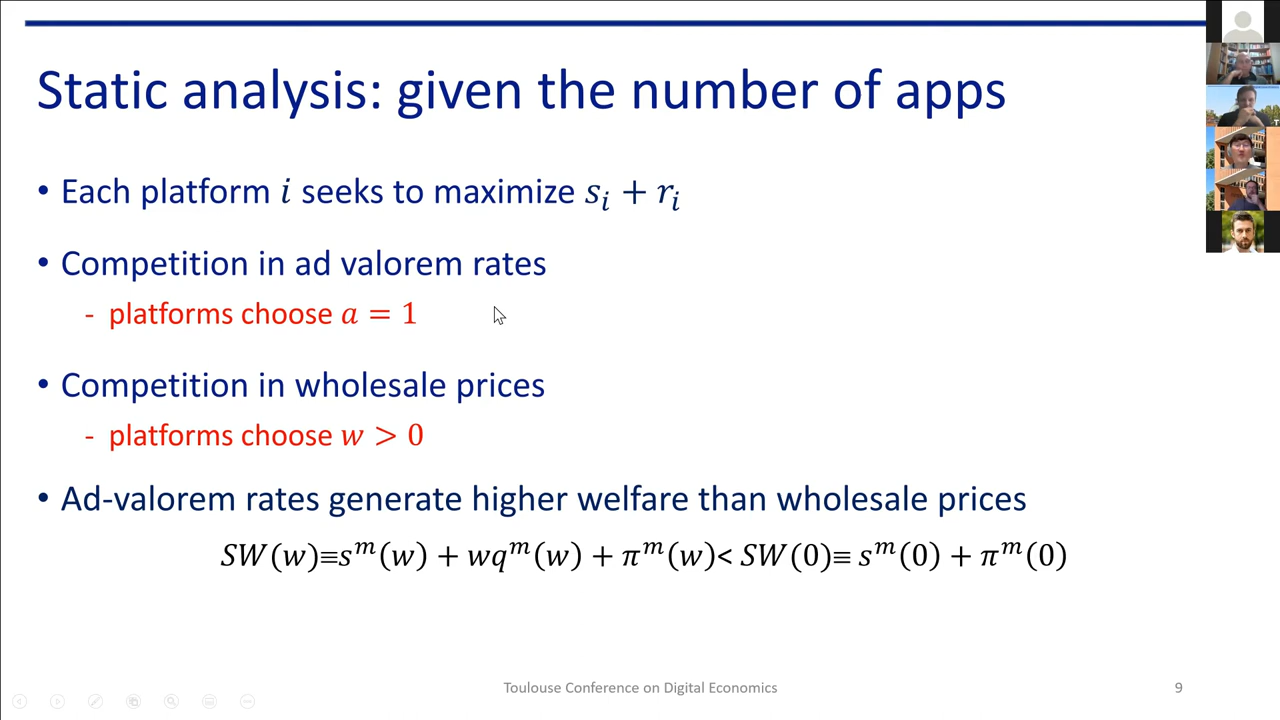 Static analysis: given the number of apps
• Each platform i seeks to maximize sᵢ + rᵢ
• Competition in ad valorem rates
- platforms choose a = 1
• Competition in wholesale prices
- platforms choose w > 0
• Ad-valorem rates generate higher welfare than wholesale prices
SW(w)≡sᵐ(w) + wqᵐ(w) + πᵐ(w)< SW(0)≡ sᵐ(0) + πᵐ(0)
Toulouse Conference on Digital Economics
9